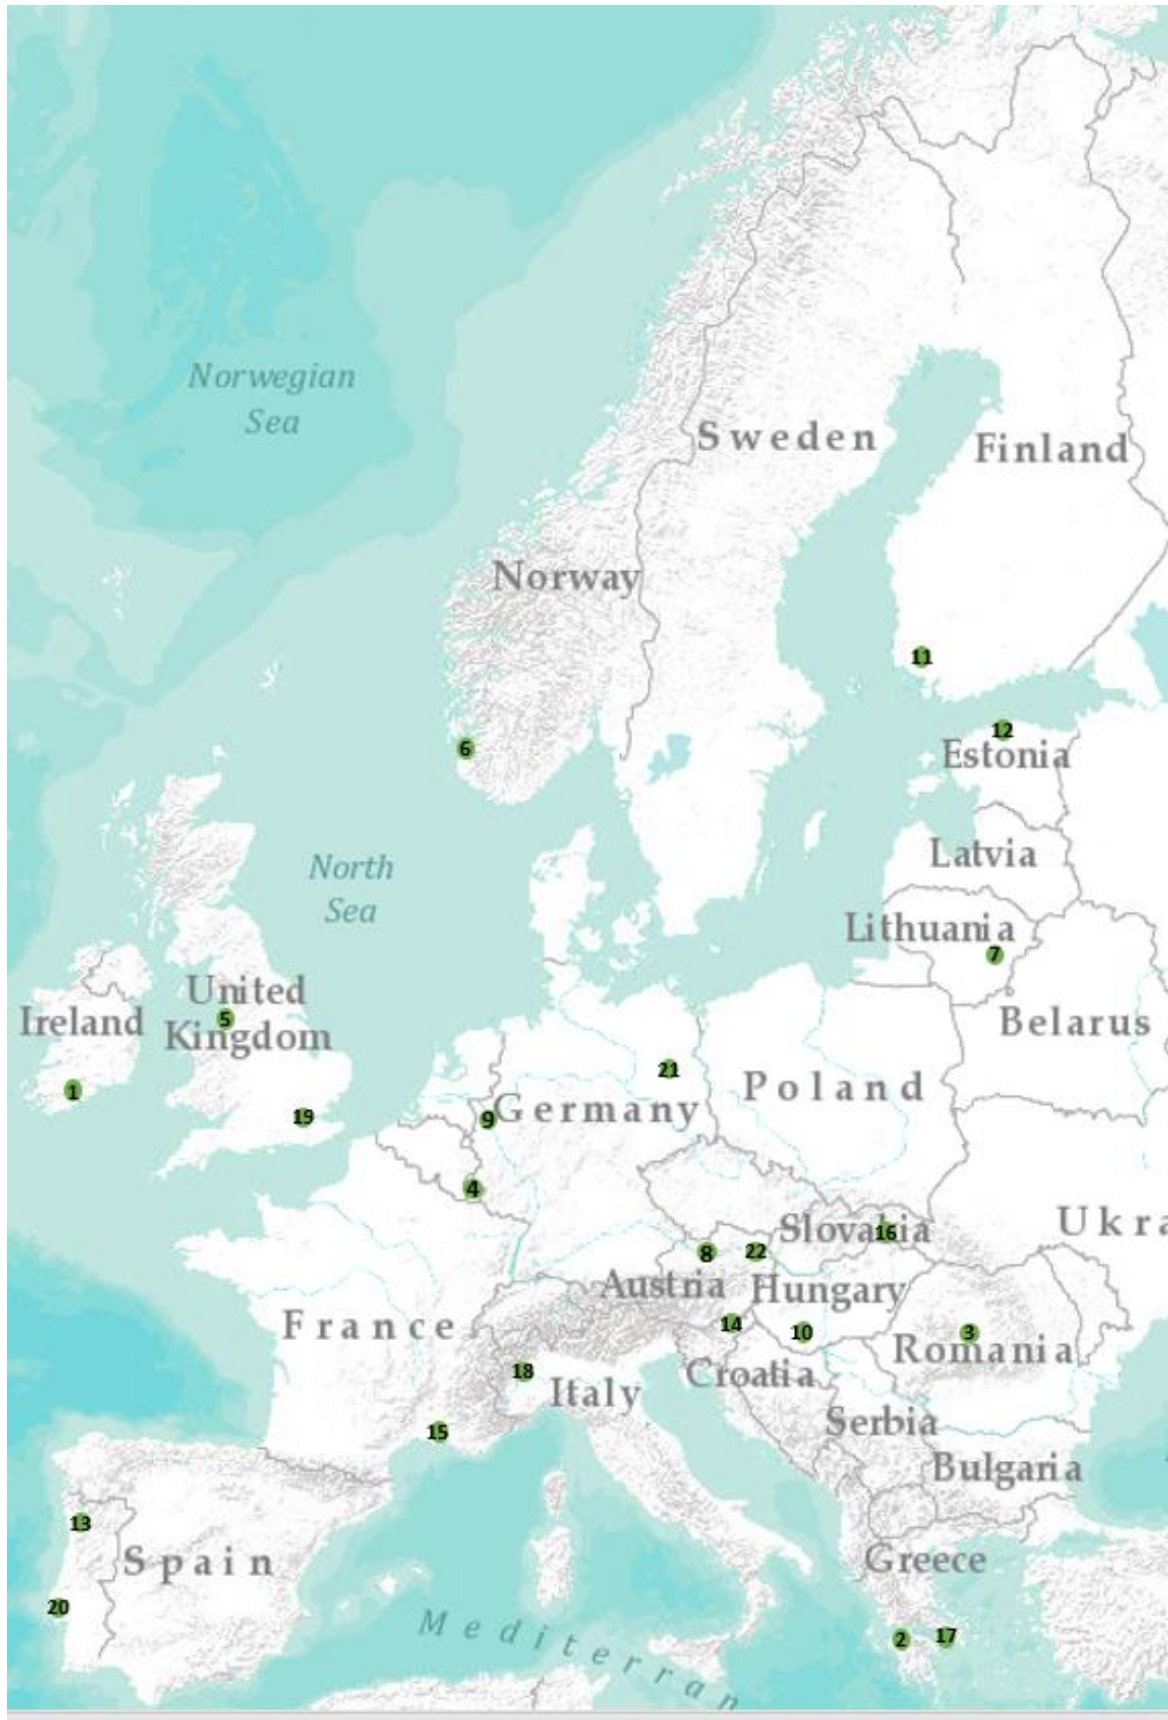 Norwegian
Sea
Sweden
Finland
Norway
11
12
Estonia
6
Latvia
North
Sea
Lithuania
7
United
Kingdom
5
Ireland
Belarus
1
21
Poland
Germany
19
9
4
Slovakia
16
Ukra
8
22
Austria
Hungary
France
14
10
3
Romania
18
Croatia
Italy
Serbia
15
Bulgaria
13
Spain
Greece
20
Mediterran
2
17